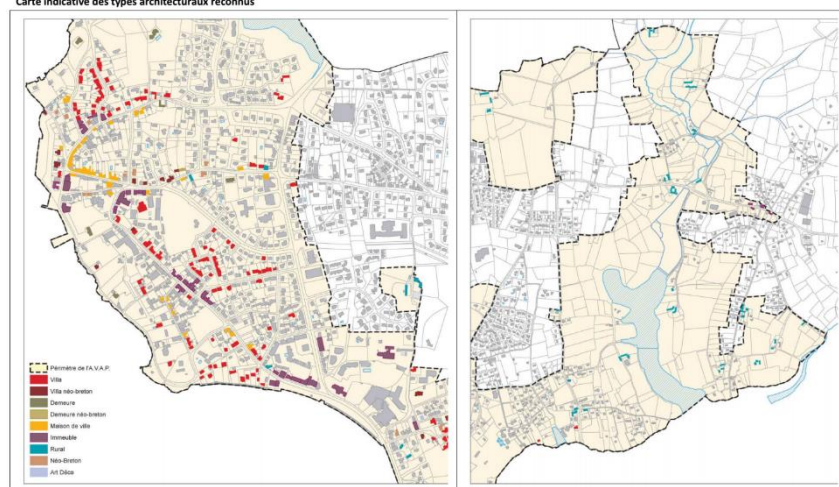 Carte indicative des types architecturaux reconnus
Périmètre de l'A.V.A.P.
Villa
Villa néo-breton
Demeure
Demeure néo-breton
Maison de ville
Immeuble
Rural
Néo-Breton
Art Déco